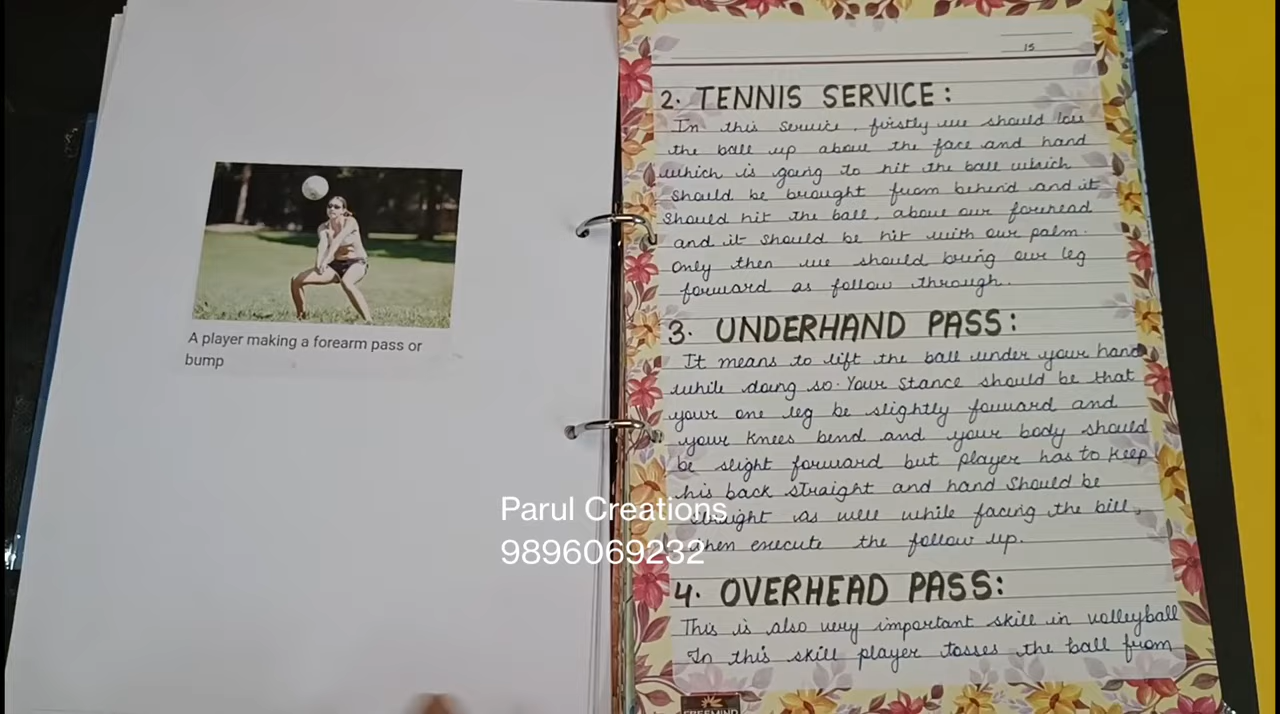 A player making a forearm pass or
bump
15
2. TENNIS SERVICE:
In this service, firstly we should
the ball up above the face and hand
which is going to hit the ball which
should be brought from behind and it
should hit the ball, above our forehead
and it should be hit with our palm.
Only then we should bring our leg
forward as follow through.
3. UNDERHAND PASS:
It means to lift the ball under your hand
while doing so. Your stance should be that
your one leg be slightly forward and
your knees bend and your body should
be slight forward but player has to keep
his back straight and hand should be
straight as well while facing the bill,
then execute the follow up.
4. OVERHEAD PASS:
This is also very important skill in volleyball
In this skill player tosses the ball from
Parul Creations
9896069232
FREEMIND